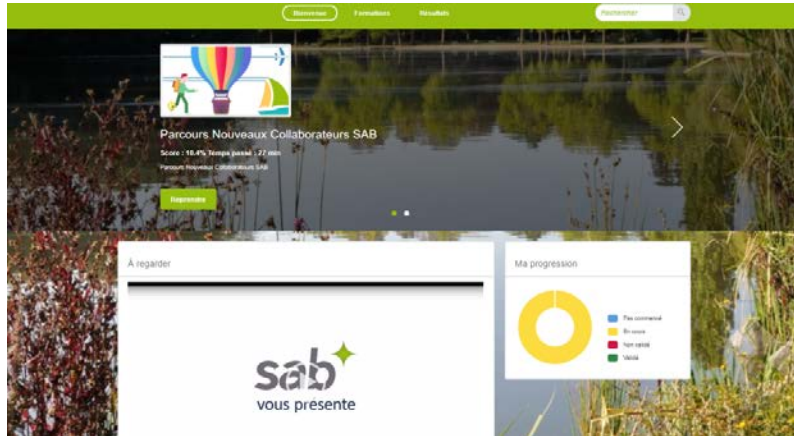 Bienvenue
Formations
Résultats
Rechercher
Parcours Nouveaux Collaborateurs SAB
Score : 18.4% Temps passé : 27 min
Parcours Nouveaux Collaborateurs SAB
Reprendre
À regarder
sab
vous présente
Ma progression
Pas commencé
En cours
Non validé
Validé